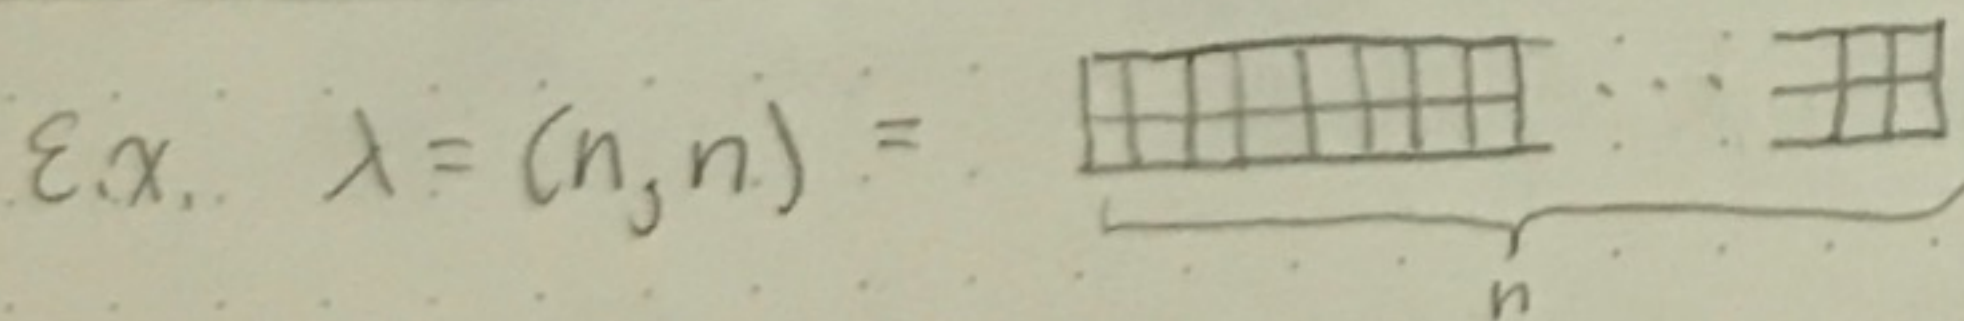 Ex. λ = (n, n) =
n